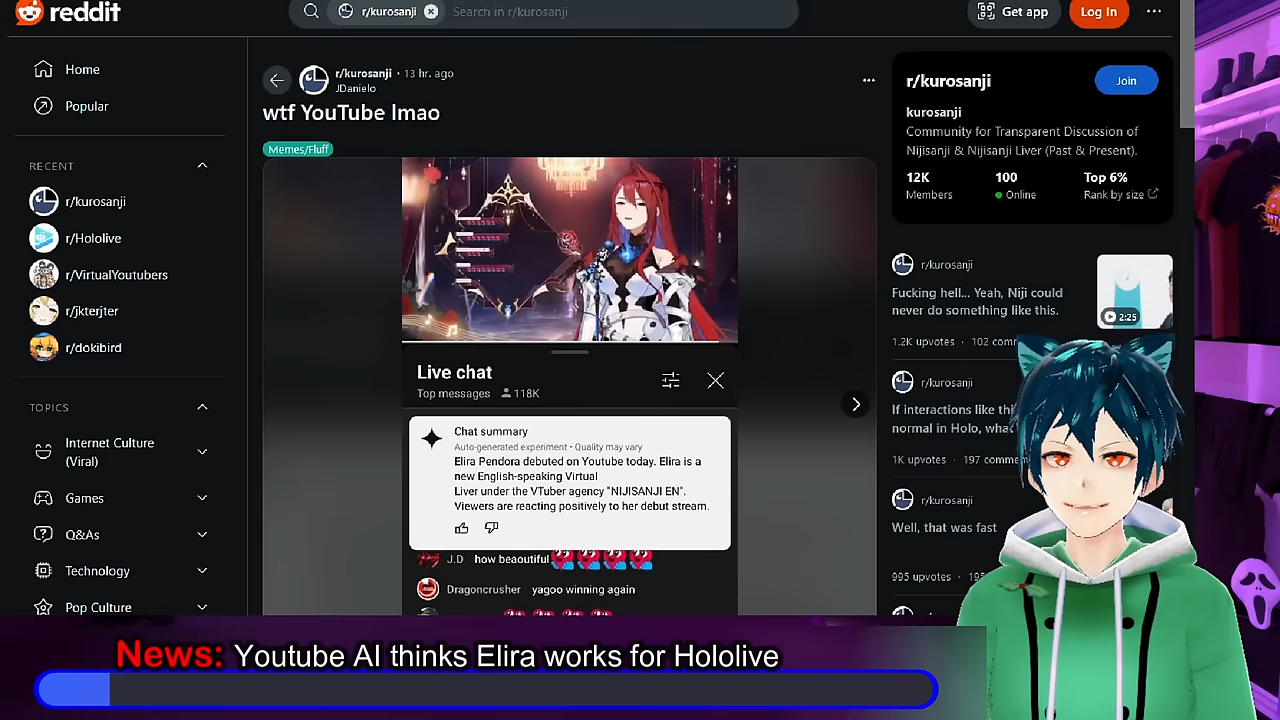 reddit
r/kurosanji
Search in r/kurosanji
Get app
Log In
Home
Popular
RECENT
r/kurosanji
r/Hololive
r/VirtualYoutubers
r/jkterjter
r/dokibird
TOPICS
Internet Culture
(Viral)
Games
Q&As
Technology
Pop Culture
r/kurosanji • 13 hr. ago
JDanielo
wtf YouTube lmao
Memes/Fluff
Live chat
Top messages 118K
Chat summary
Auto-generated experiment • Quality may vary
Elira Pendora debuted on Youtube today. Elira is a
new English-speaking Virtual
Liver under the VTuber agency "NIJISANJI EN".
Viewers are reacting positively to her debut stream.
J.D how beaoutiful
Dragoncrusher yagoo winning again
r/kurosanji
Join
kurosanji
Community for Transparent Discussion of
Nijisanji & Nijisanji Liver (Past & Present).
12K 100 Top 6%
Members Online Rank by size
r/kurosanji
Fucking hell... Yeah, Niji could
never do something like this.
2:25
1.2K upvotes • 102 comm
r/kurosanji
If interactions like thi
normal in Holo, wha
1K upvotes • 197 comme
r/kurosanji
Well, that was fast
995 upvotes • 195
News: Youtube AI thinks Elira works for Hololive